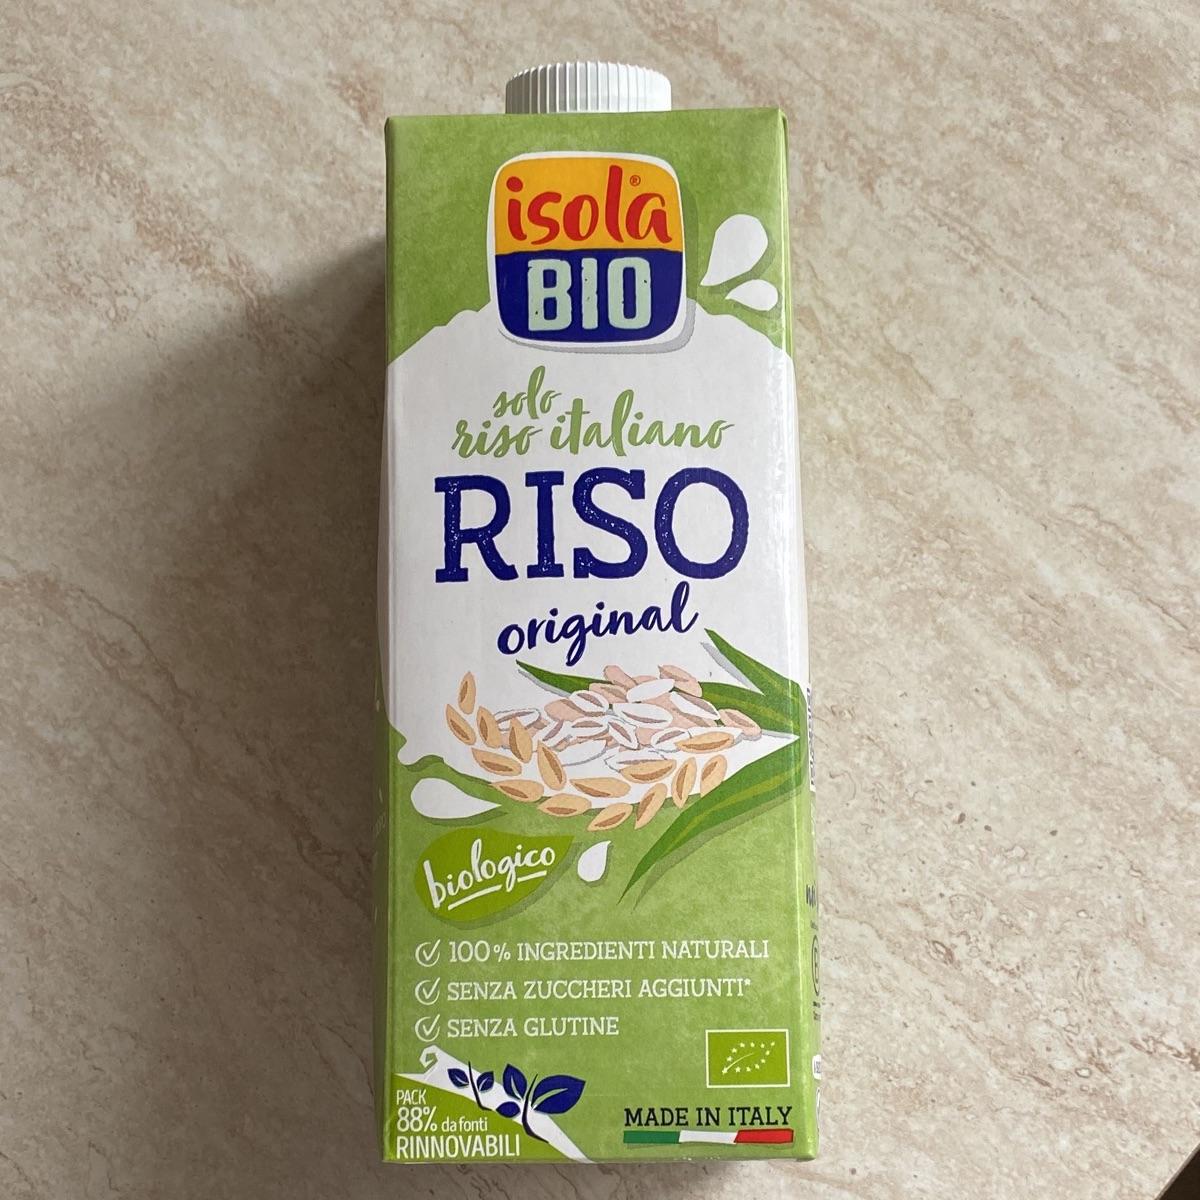 isola®
BIO
solo
riso italiano
RISO
original
biologico
100% INGREDIENTI NATURALI
SENZA ZUCCHERI AGGIUNTI*
SENZA GLUTINE
PACK
88% da fonti
RINNOVABILI
MADE IN ITALY